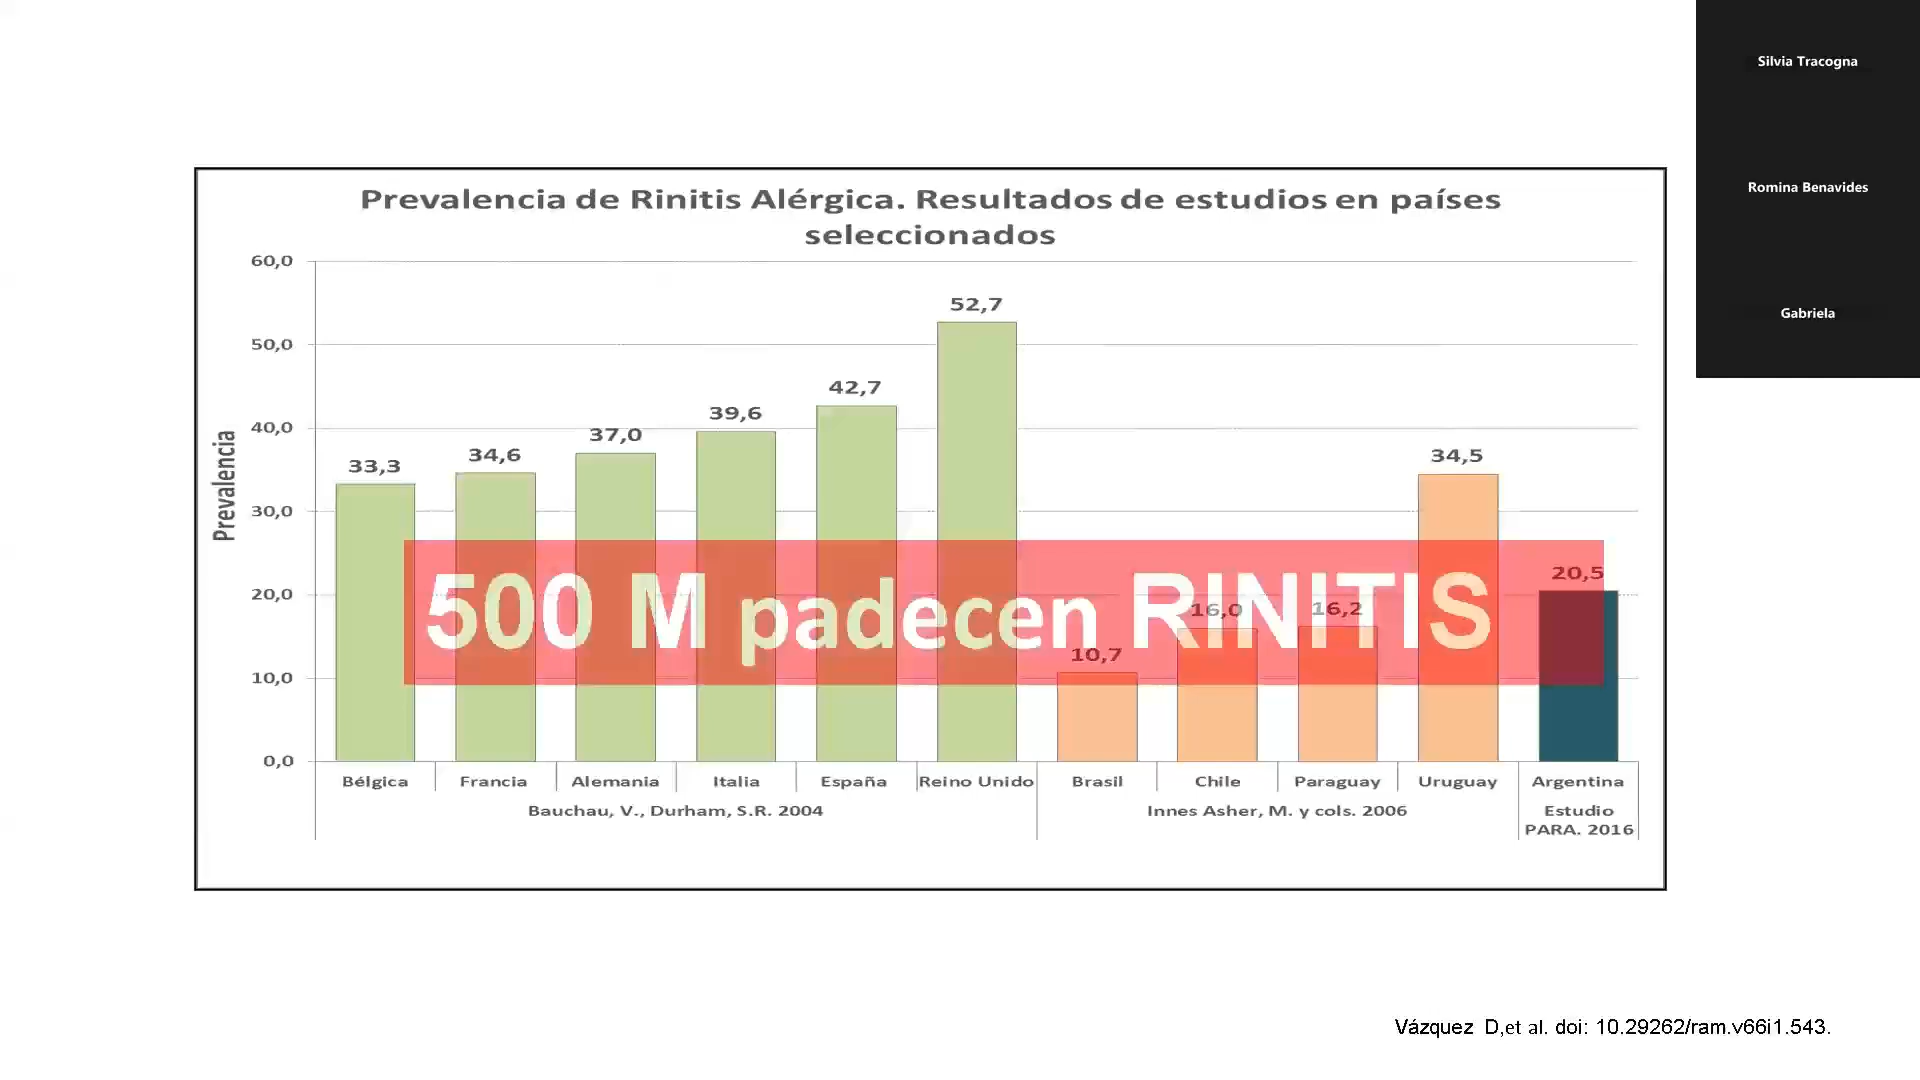 Silvia Tracogna
Romina Benavides
Gabriela
Prevalencia de Rinitis Alérgica. Resultados de estudios en países
seleccionados
Prevalencia
60,0
50,0
40,0
30,0
20,0
10,0
0,0
33,3
34,6
37,0
39,6
42,7
52,7
10,7
16,0
16,2
34,5
20,5
500 M padecen RINITIS
Bélgica
Francia
Alemania
Italia
España
Reino Unido
Brasil
Chile
Paraguay
Uruguay
Argentina
Bauchau, V., Durham, S.R. 2004
Innes Asher, M. y cols. 2006
Estudio
PARA. 2016
Vázquez D,et al. doi: 10.29262/ram.v66i1.543.